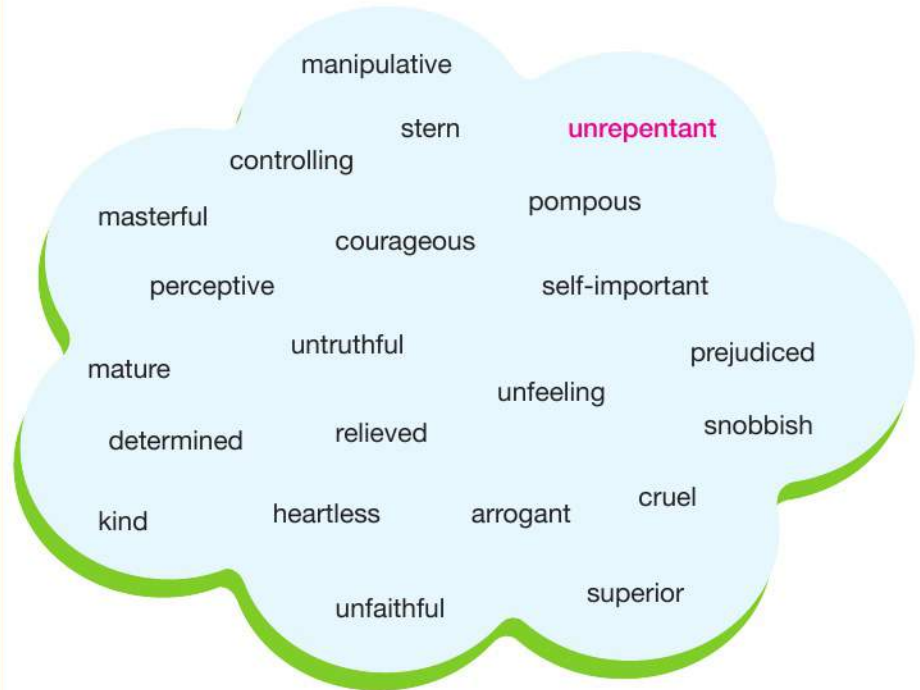 manipulative
stern
unrepentant
controlling
pompous
masterful
courageous
perceptive
self-important
untruthful
prejudiced
mature
unfeeling
snobbish
relieved
determined
cruel
kind
heartless
arrogant
superior
unfaithful